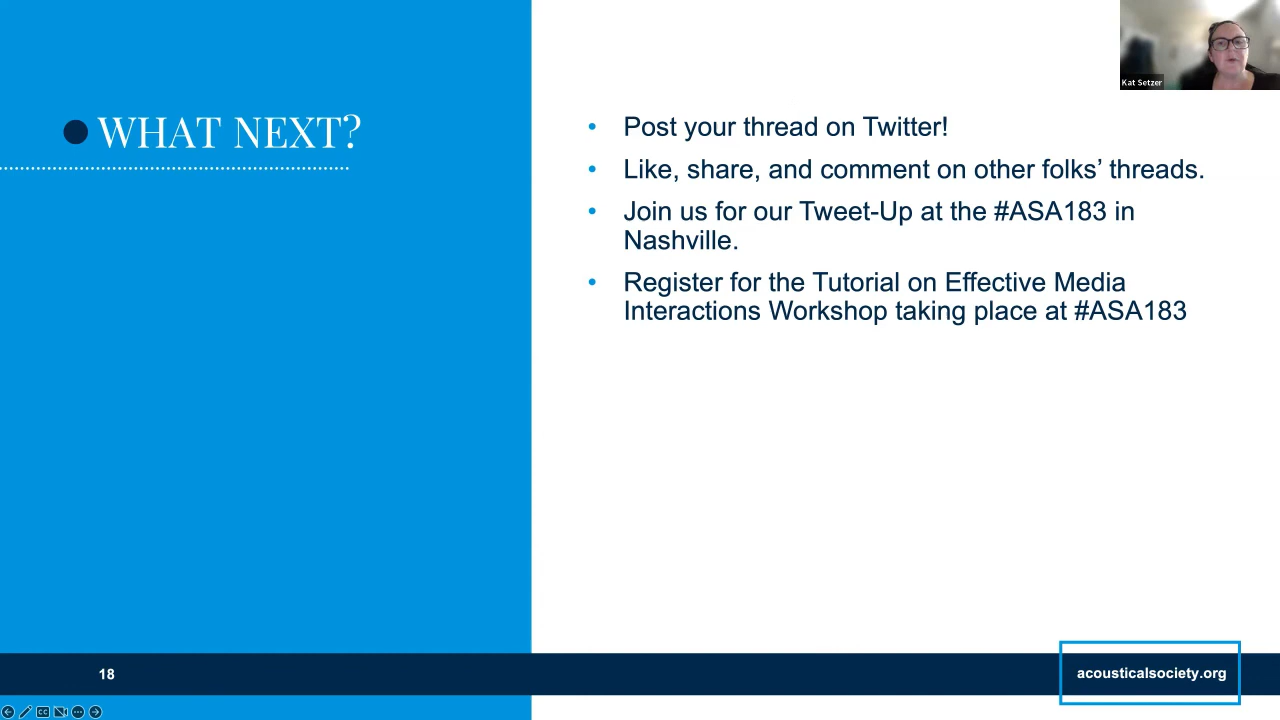 Kat Setzer
WHAT NEXT?
• Post your thread on Twitter!
• Like, share, and comment on other folks’ threads.
• Join us for our Tweet-Up at the #ASA183 in
Nashville.
• Register for the Tutorial on Effective Media
Interactions Workshop taking place at #ASA183
18
acousticalsociety.org
CC